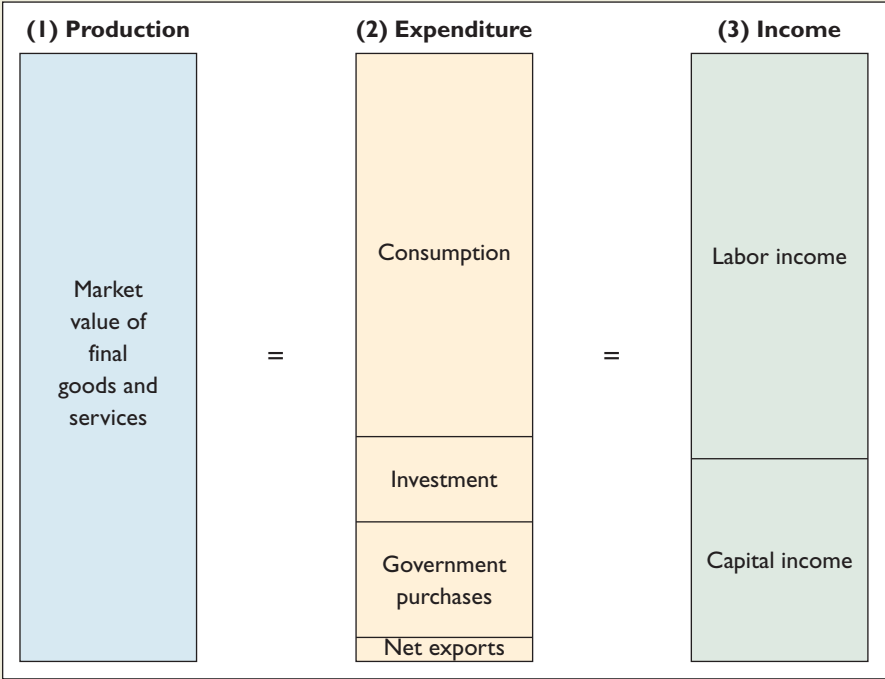 (1) Production
(2) Expenditure
(3) Income
Market
value of
final
goods and
services
=
Consumption
Investment
Government
purchases
Net exports
=
Labor income
Capital income